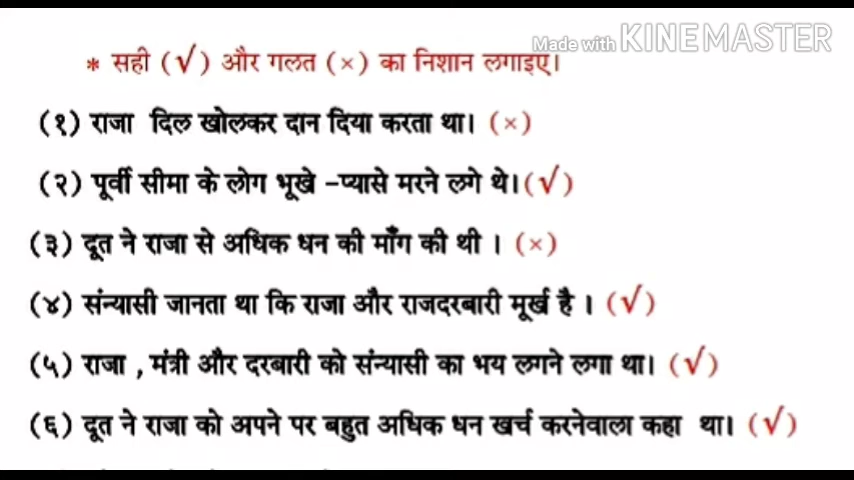 Made with KINEMASTER
* सही (√) और गलत (×) का निशान लगाइए।
(१) राजा दिल खोलकर दान दिया करता था। (×)
(२) पूर्वी सीमा के लोग भूखे -प्यासे मरने लगे थे।(√)
(३) दूत ने राजा से अधिक धन की माँग की थी । (×)
(४) संन्यासी जानता था कि राजा और राजदरबारी मूर्ख है । (√)
(५) राजा , मंत्री और दरबारी को संन्यासी का भय लगने लगा था। (√)
(६) दूत ने राजा को अपने पर बहुत अधिक धन खर्च करनेवाला कहा था। (√)